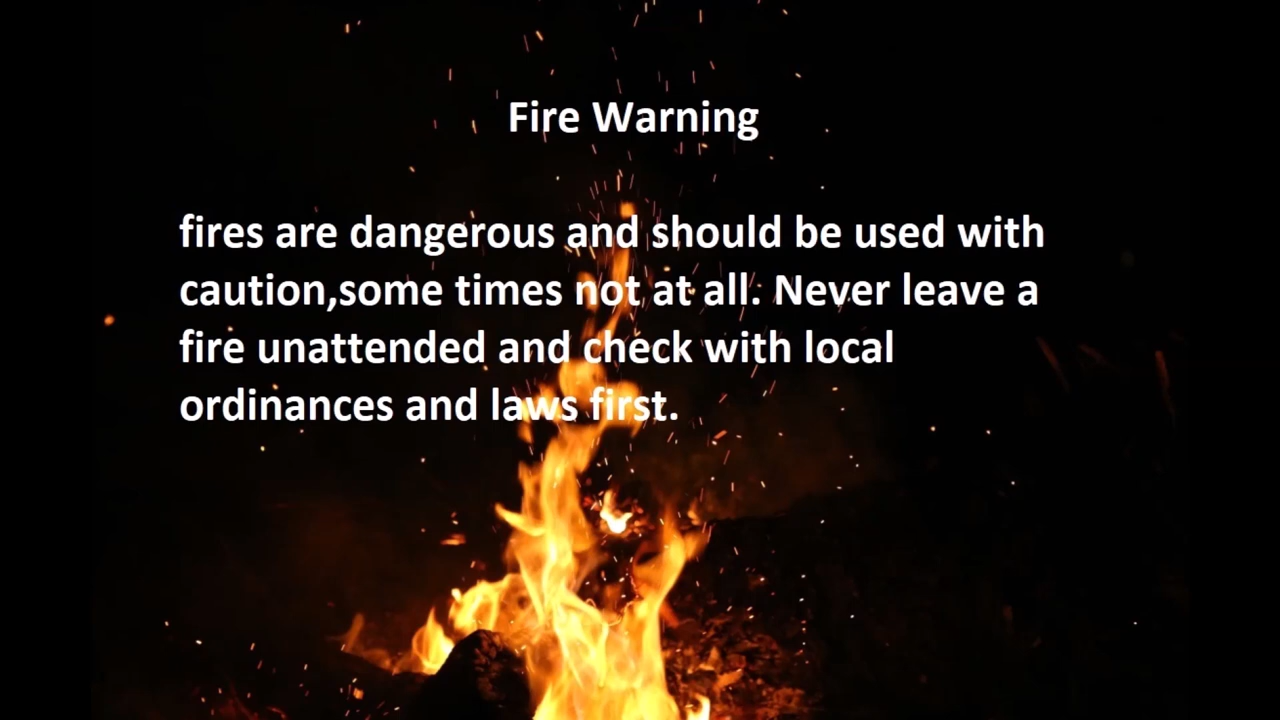 Fire Warning
fires are dangerous and should be used with
caution,some times not at all. Never leave a
fire unattended and check with local
ordinances and laws first.